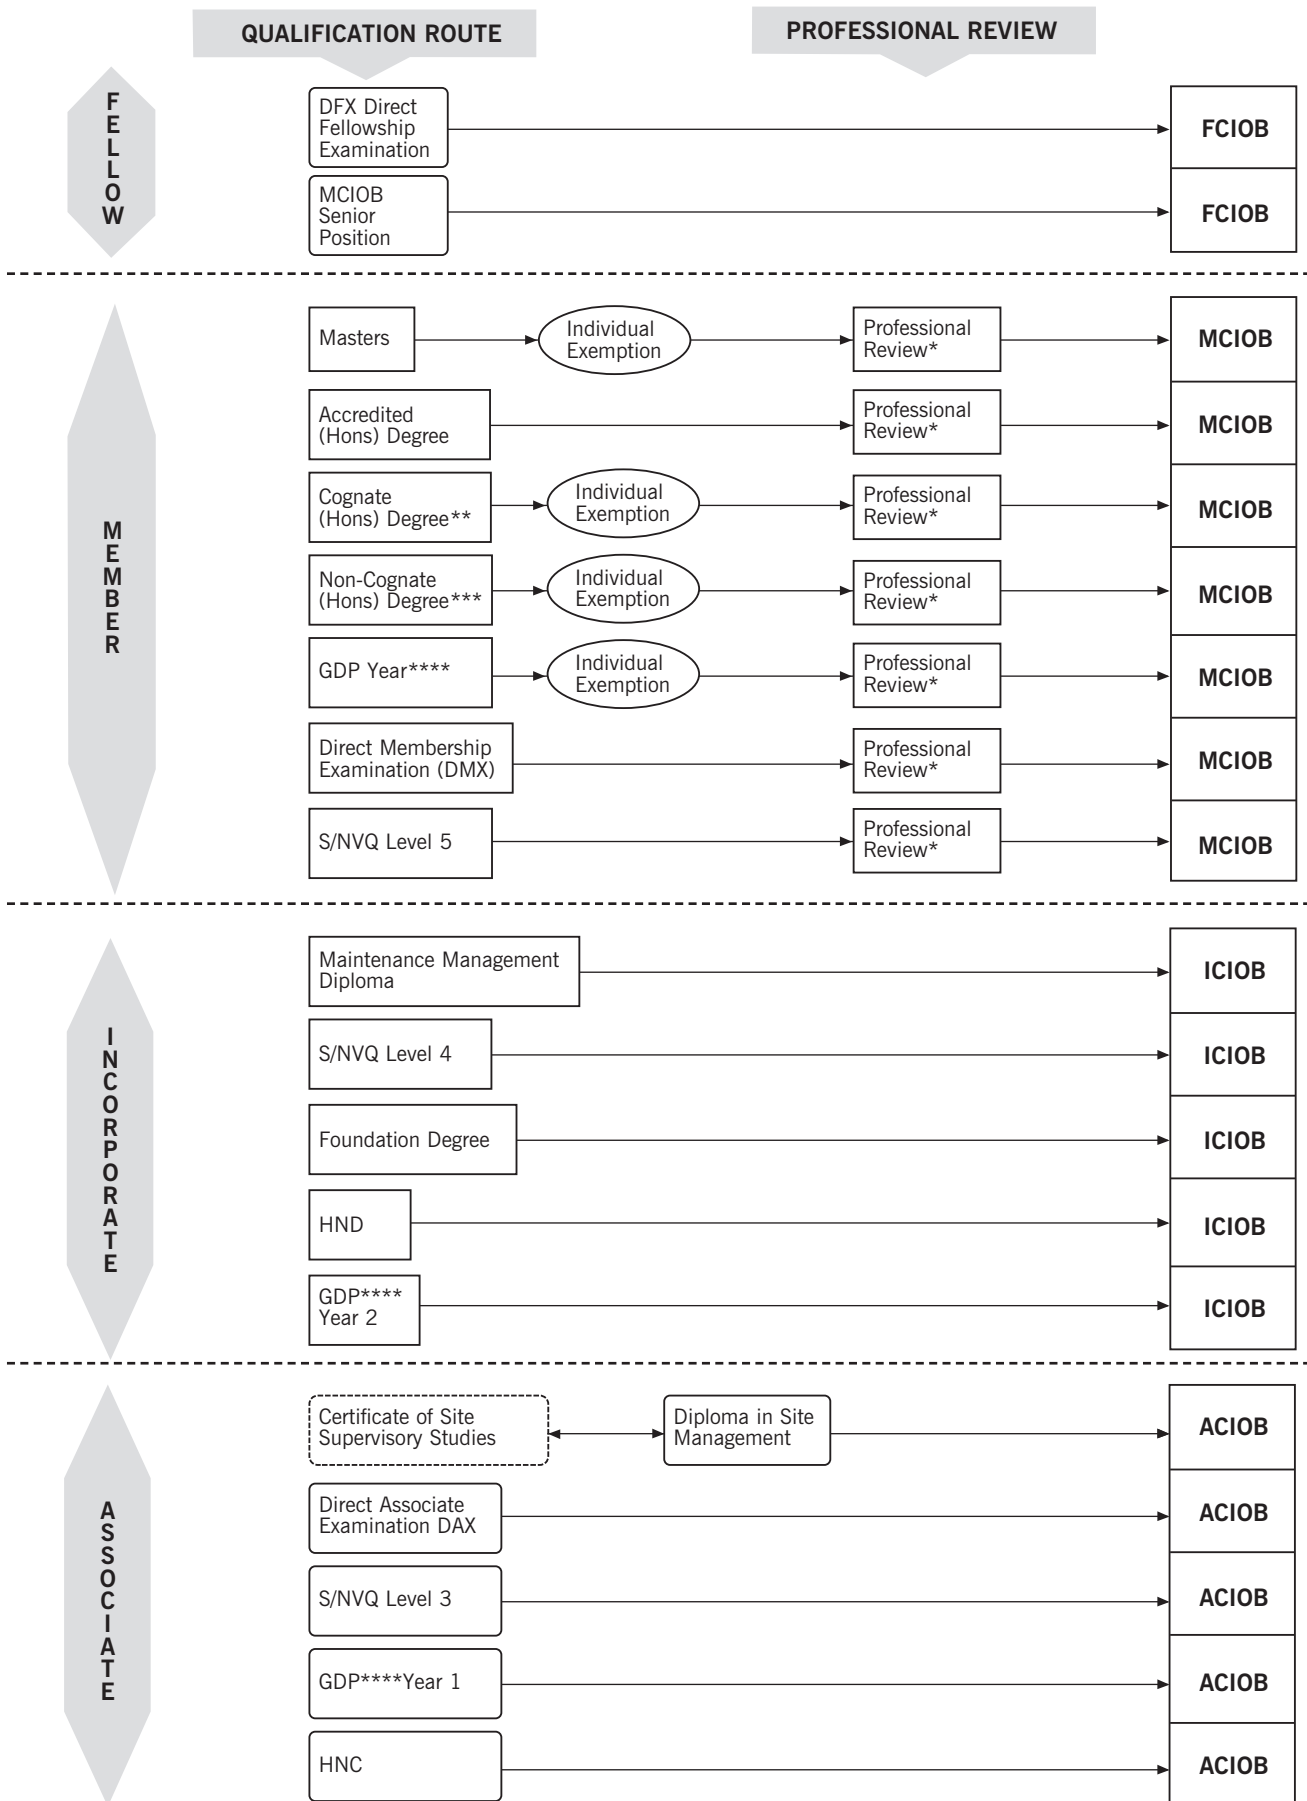 QUALIFICATION ROUTE
PROFESSIONAL REVIEW
FELLOW
DFX Direct
Fellowship
Examination
FCIOB
MCIOB
Senior
Position
FCIOB
MEMBER
Masters
Individual
Exemption
Professional
Review*
MCIOB
Accredited
(Hons) Degree
Professional
Review*
MCIOB
Cognate
(Hons) Degree**
Individual
Exemption
Professional
Review*
MCIOB
Non-Cognate
(Hons) Degree***
Individual
Exemption
Professional
Review*
MCIOB
GDP Year****
Individual
Exemption
Professional
Review*
MCIOB
Direct Membership
Examination (DMX)
Professional
Review*
MCIOB
S/NVQ Level 5
Professional
Review*
MCIOB
INCORPORATE
Maintenance Management
Diploma
ICIOB
S/NVQ Level 4
ICIOB
Foundation Degree
ICIOB
HND
ICIOB
GDP****
Year 2
ICIOB
ASSOCIATE
Certificate of Site
Supervisory Studies
Diploma in Site
Management
ACIOB
Direct Associate
Examination DAX
ACIOB
S/NVQ Level 3
ACIOB
GDP****Year 1
ACIOB
HNC
ACIOB